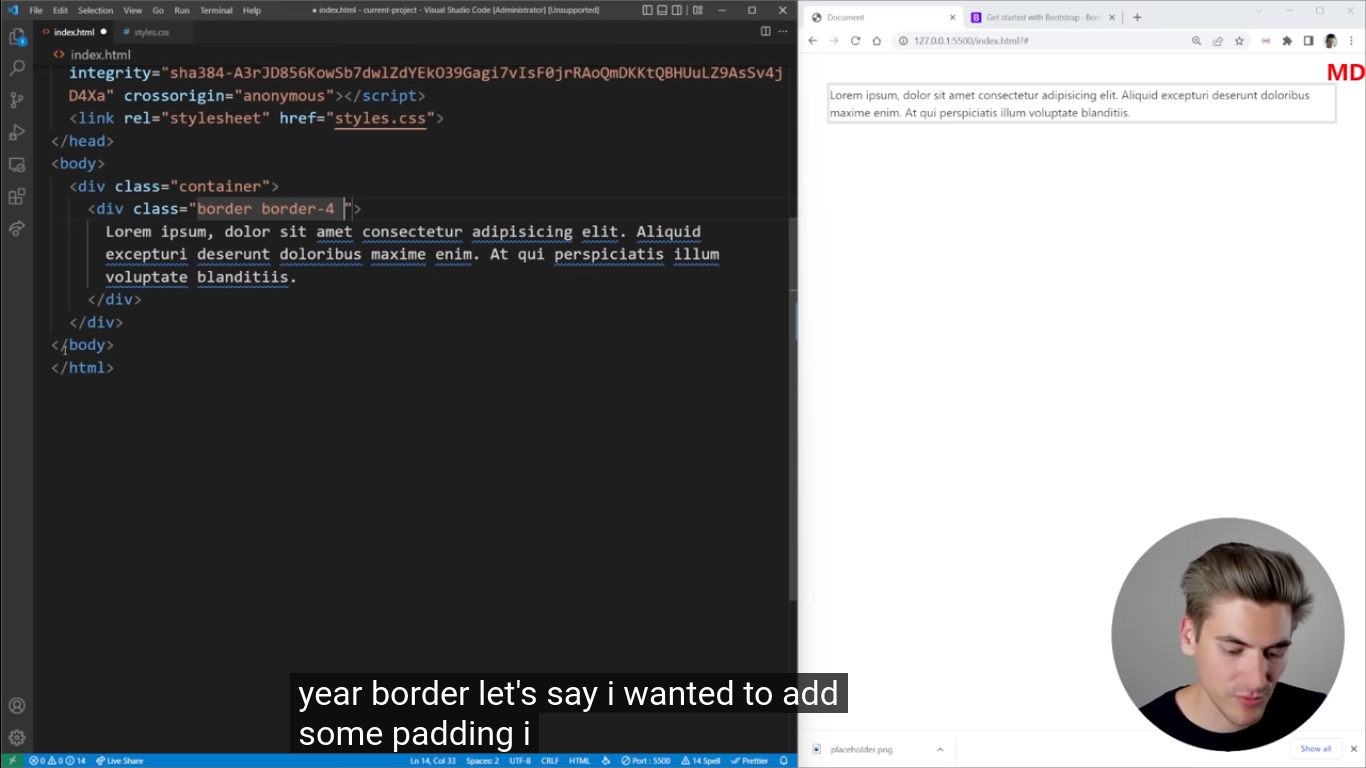 File Edit Selection View Go Run Terminal Help
● index.html - current-project - Visual Studio Code [Administrator] [Unsupported]
index.html ●
styles.css
index.html
integrity="sha384-A3rJD856KowSb7dwlZdYEkO39Gagi7vIsF0jrRAoQmDKKtQBHUuLZ9AsSv4j
D4Xa" crossorigin="anonymous"></script>
<link rel="stylesheet" href="styles.css">
</head>
<body>
<div class="container">
<div class="border border-4 ">
Lorem ipsum, dolor sit amet consectetur adipisicing elit. Aliquid
excepturi deserunt doloribus maxime enim. At qui perspiciatis illum
voluptate blanditiis.
</div>
</div>
</body>
</html>
0 0 14 Live Share
Ln 14, Col 33 Spaces: 2 UTF-8 CRLF HTML Port : 5500 14 Spell Prettier
Document
Get started with Bootstrap · Boo
127.0.0.1:5500/index.html?#
MD
Lorem ipsum, dolor sit amet consectetur adipisicing elit. Aliquid excepturi deserunt doloribus
maxime enim. At qui perspiciatis illum voluptate blanditiis.
year border let's say i wanted to add
some padding i
placeholder.png
Show all